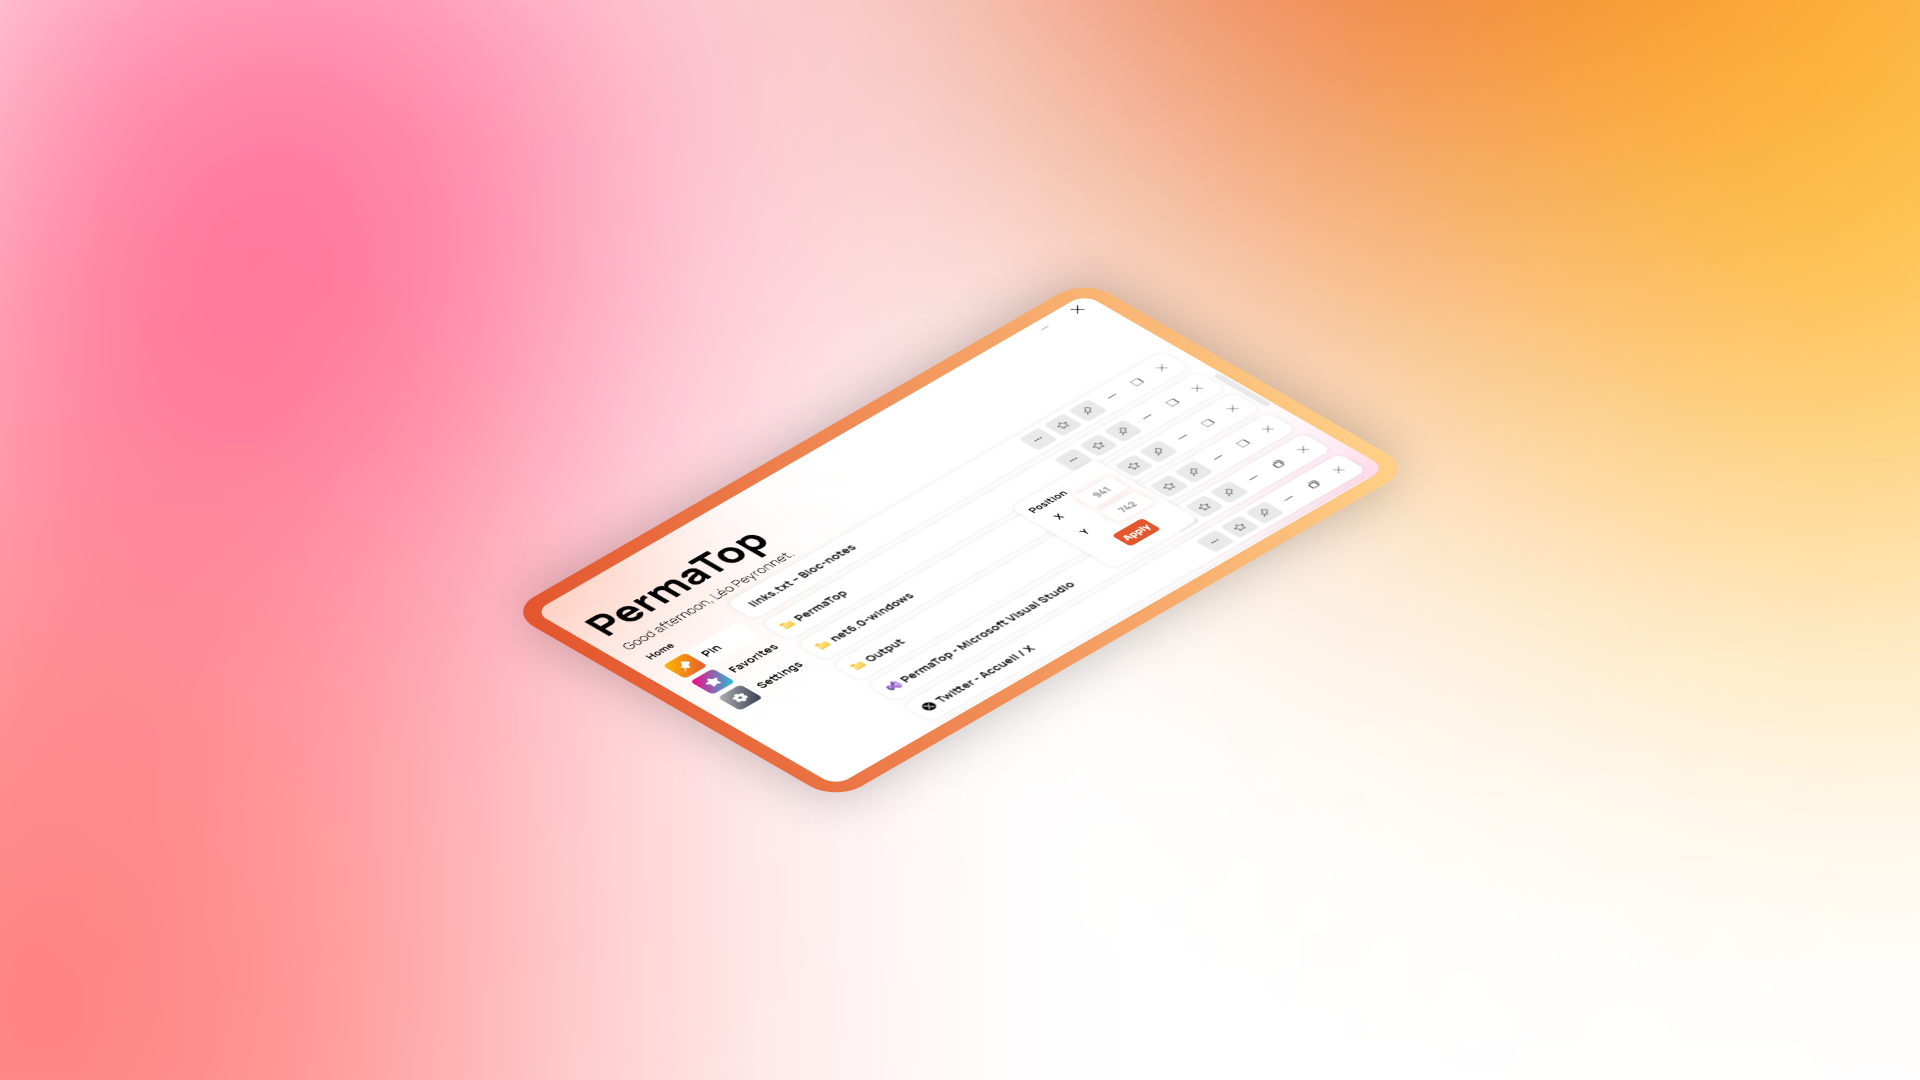 PermaTop
Good afternoon, Léo Peyronnet.
Home
Pin
Favorites
Settings
links.txt - Bloc-notes
PermaTop
net6.0-windows
Output
PermaTop - Microsoft Visual Studio
Twitter - Accueil / X
Position
X 941
Y 742
Apply